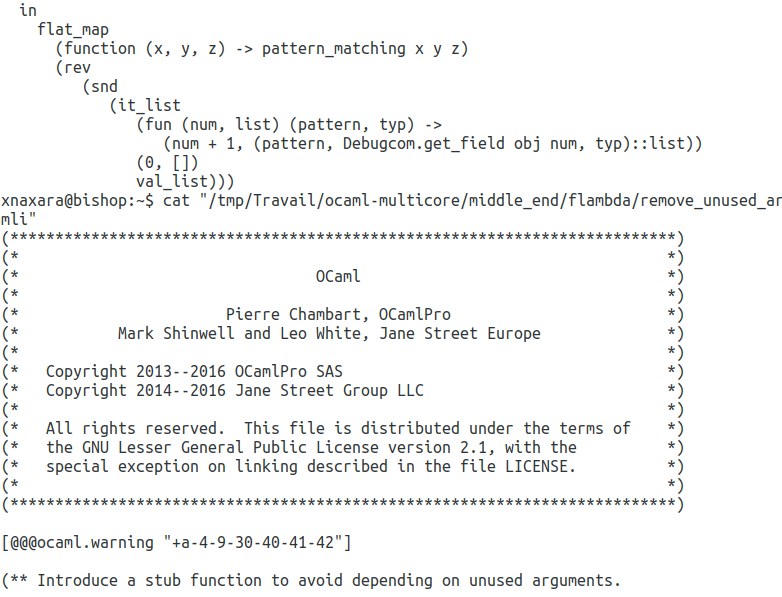 in
    flat_map
      (function (x, y, z) -> pattern_matching x y z)
      (rev
         (snd
            (it_list
               (fun (num, list) (pattern, typ) ->
                  (num + 1, (pattern, Debugcom.get_field obj num, typ)::list))
               (0, [])
               val_list)))
xnaxara@bishop:~$ cat "/tmp/Travail/ocaml-multicore/middle_end/flambda/remove_unused_ar
mli"
(**************************************************************************)
(*                                                                        *)
(*                                 OCaml                                  *)
(*                                                                        *)
(*                       Pierre Chambart, OCamlPro                        *)
(*           Mark Shinwell and Leo White, Jane Street Europe              *)
(*                                                                        *)
(*   Copyright 2013--2016 OCamlPro SAS                                    *)
(*   Copyright 2014--2016 Jane Street Group LLC                           *)
(*                                                                        *)
(*   All rights reserved.  This file is distributed under the terms of    *)
(*   the GNU Lesser General Public License version 2.1, with the          *)
(*   special exception on linking described in the file LICENSE.          *)
(*                                                                        *)
(**************************************************************************)

[@@@ocaml.warning "+a-4-9-30-40-41-42"]

(** Introduce a stub function to avoid depending on unused arguments.